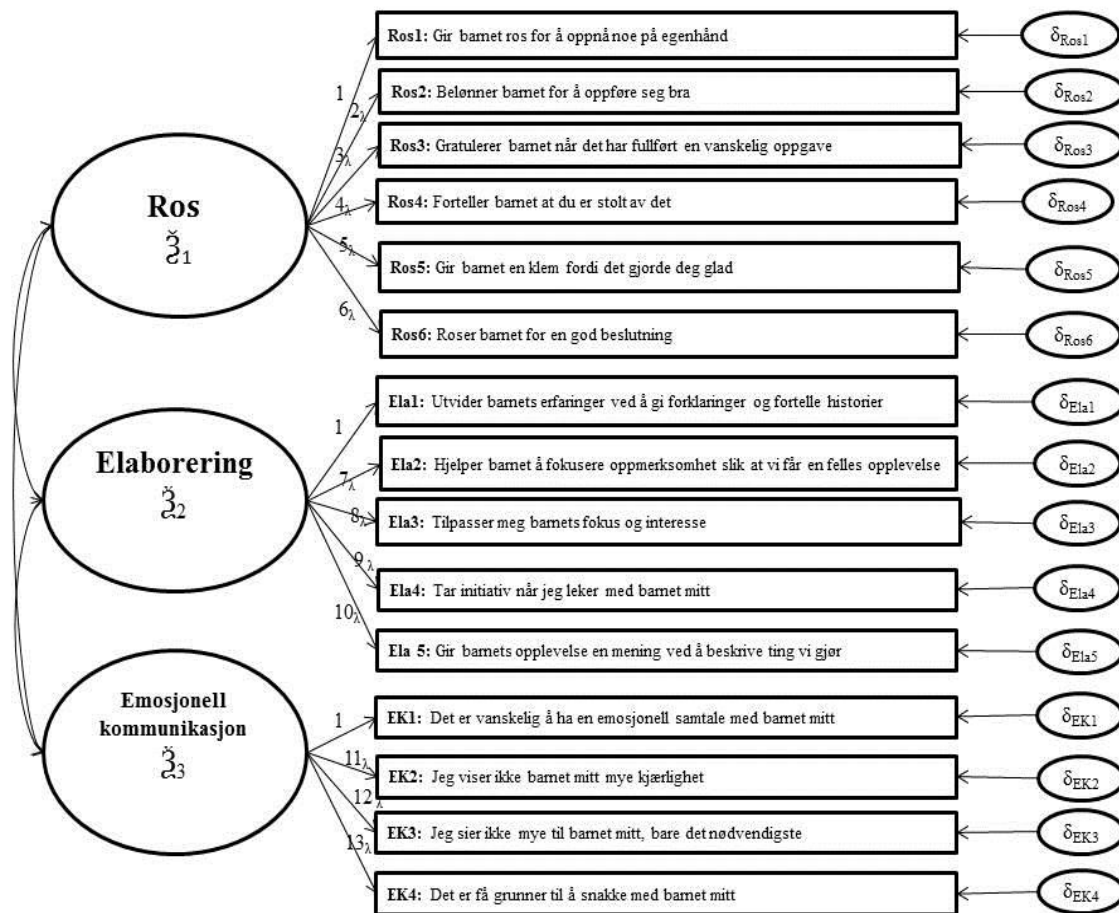 Ros1: Gir barnet ros for å oppnå noe på egenhånd
δRos1
1
Ros2: Belønner barnet for å oppføre seg bra
δRos2
2λ
Ros3: Gratulerer barnet når det har fullført en vanskelig oppgave
δRos3
3λ
Ros
ǯ1
Ros4: Forteller barnet at du er stolt av det
δRos4
4λ
Ros5: Gir barnet en klem fordi det gjorde deg glad
δRos5
5λ
Ros6: Roser barnet for en god beslutning
δRos6
6λ
Ela1: Utvider barnets erfaringer ved å gi forklaringer og fortelle historier
δEla1
1
Elaborering
ǯ2
Ela2: Hjelper barnet å fokusere oppmerksomhet slik at vi får en felles opplevelse
δEla2
7λ
Ela3: Tilpasser meg barnets fokus og interesse
δEla3
8λ
Ela4: Tar initiativ når jeg leker med barnet mitt
δEla4
9λ
Ela 5: Gir barnets opplevelse en mening ved å beskrive ting vi gjør
δEla5
10λ
Emosjonell
kommunikasjon
ǯ3
EK1: Det er vanskelig å ha en emosjonell samtale med barnet mitt
δEK1
1
EK2: Jeg viser ikke barnet mitt mye kjærlighet
δEK2
11λ
EK3: Jeg sier ikke mye til barnet mitt, bare det nødvendigste
δEK3
12λ
EK4: Det er få grunner til å snakke med barnet mitt
δEK4
13λ